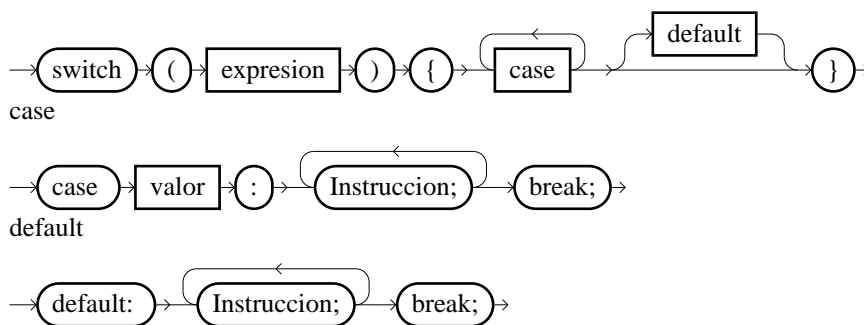 switch ( expresion ) { case default }
case
case valor : Instruccion; break;
default
default: Instruccion; break;